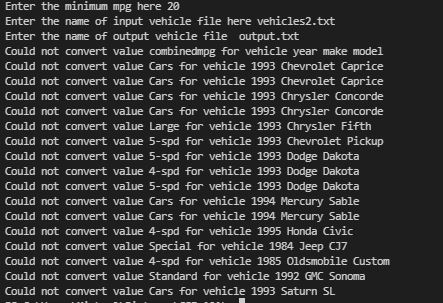 Enter the minimum mpg here 20
Enter the name of input vehicle file here vehicles2.txt
Enter the name of output vehicle file  output.txt
Could not convert value combinedmpg for vehicle year make model
Could not convert value Cars for vehicle 1993 Chevrolet Caprice
Could not convert value Cars for vehicle 1993 Chevrolet Caprice
Could not convert value Cars for vehicle 1993 Chrysler Concorde
Could not convert value Cars for vehicle 1993 Chrysler Concorde
Could not convert value Large for vehicle 1993 Chrysler Fifth
Could not convert value 5-spd for vehicle 1993 Chevrolet Pickup
Could not convert value 5-spd for vehicle 1993 Dodge Dakota
Could not convert value 4-spd for vehicle 1993 Dodge Dakota
Could not convert value 5-spd for vehicle 1993 Dodge Dakota
Could not convert value Cars for vehicle 1994 Mercury Sable
Could not convert value Cars for vehicle 1994 Mercury Sable
Could not convert value 4-spd for vehicle 1995 Honda Civic
Could not convert value Special for vehicle 1984 Jeep CJ7
Could not convert value 4-spd for vehicle 1985 Oldsmobile Custom
Could not convert value Standard for vehicle 1992 GMC Sonoma
Could not convert value Cars for vehicle 1993 Saturn SL